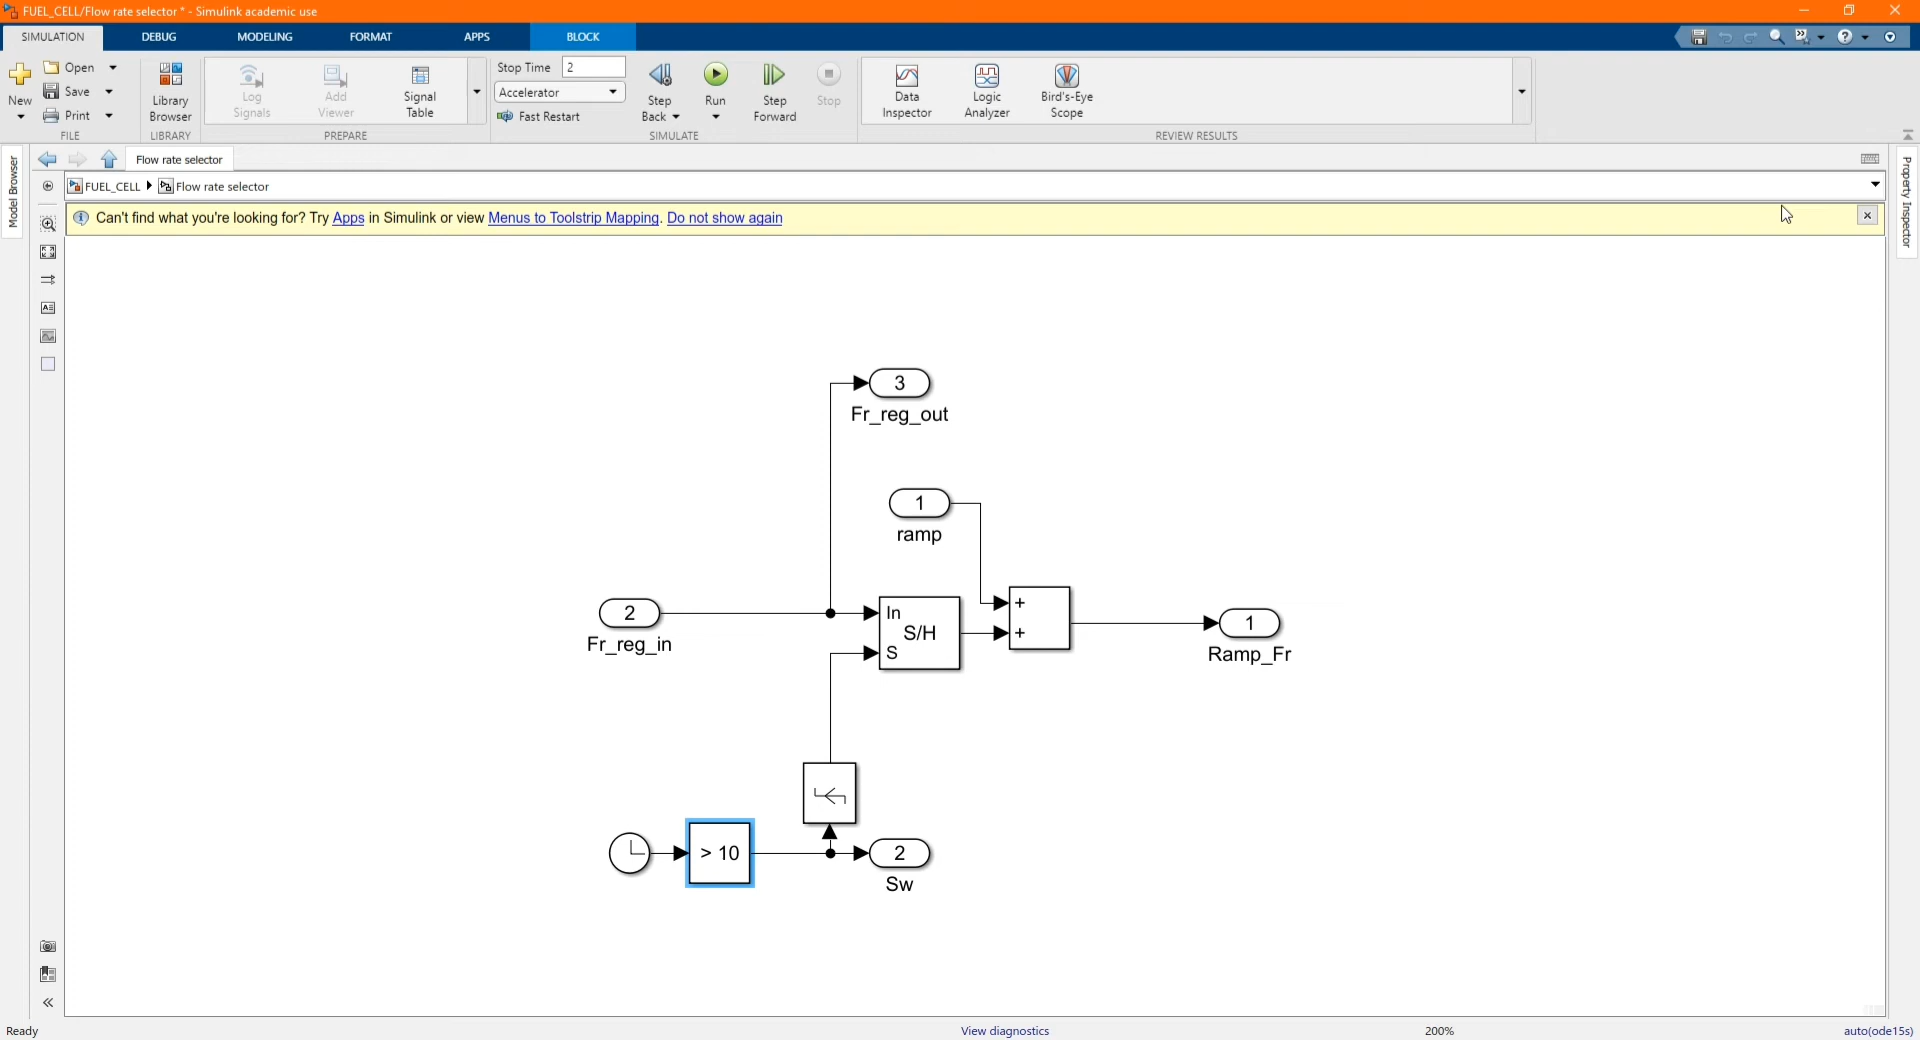 FUEL_CELL/Flow rate selector * - Simulink academic use
SIMULATION DEBUG MODELING FORMAT APPS BLOCK
New
Open
Save
Print
FILE
Library Browser
LIBRARY
Log Signals
Add Viewer
Signal Table
PREPARE
Stop Time 2
Accelerator
Fast Restart
Step Back
Run
Step Forward
Stop
SIMULATE
Data Inspector
Logic Analyzer
Bird's-Eye Scope
REVIEW RESULTS
Model Browser
Flow rate selector
FUEL_CELL Flow rate selector
Property Inspector
Can't find what you're looking for? Try Apps in Simulink or view Menus to Toolstrip Mapping. Do not show again
3
Fr_reg_out
1
ramp
2
Fr_reg_in
In
S/H
S
+
+
1
Ramp_Fr
> 10
2
Sw
Ready View diagnostics 200% auto(ode15s)